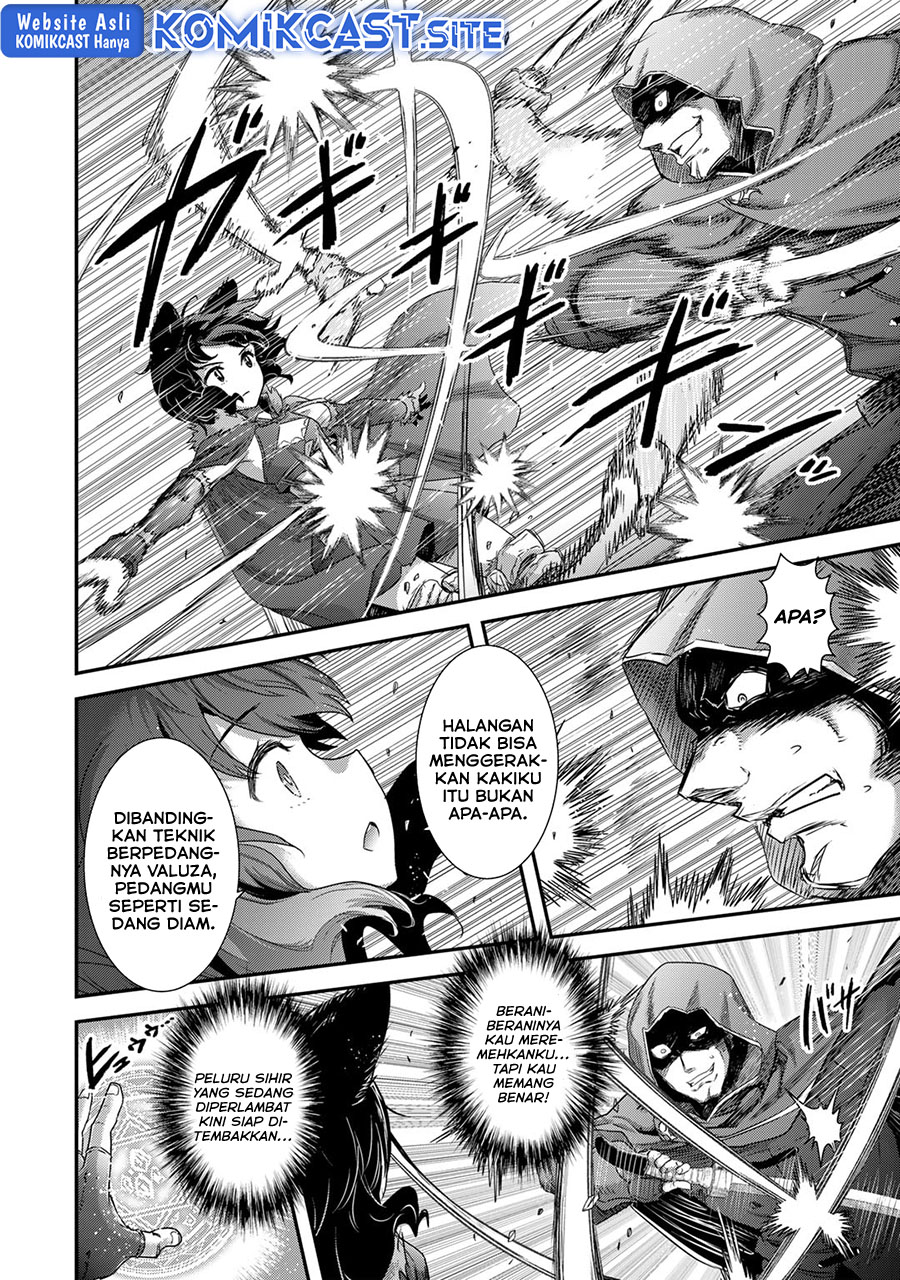 Website Asli
KOMIKCAST Hanya
KOMIKCAST.SITE
ガ
ギ
ギ
ギ
ギーン
APA?
HALANGAN
TIDAK BISA
MENGGERAK-
KAN KAKIKU
ITU BUKAN
APA-APA.
DIBANDING-
KAN TEKNIK
BERPEDANG-
NYA VALUZA,
PEDANGMU
SEPERTI SE-
DANG DIAM.
バサ
BERANI-
BERANINYA
KAU MERE-
MEHKANKU...
TAPI KAU
MEMANG
BENAR!
PELURU SIHIR
YANG SEDANG
DIPERLAMBAT
KINI SIAP DI-
TEMBAKKAN...